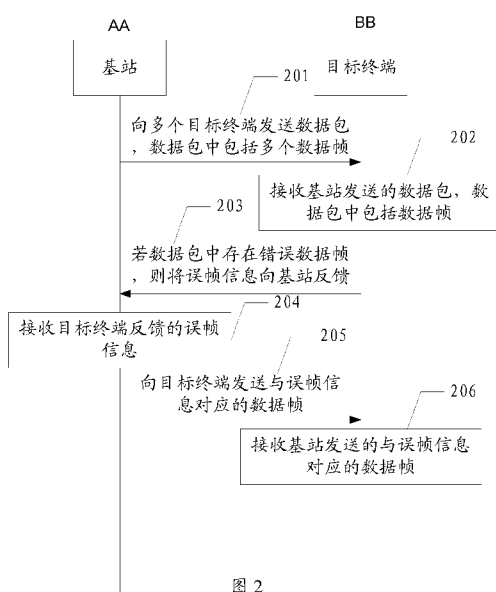 AA
BB
基站
目标终端
201
向多个目标终端发送数据包
，数据包中包括多个数据帧
202
接收基站发送的数据包，数
据包中包括数据帧
203
若数据包中存在错误数据帧
，则将误帧信息向基站反馈
204
接收目标终端反馈的误帧
信息
205
向目标终端发送与误帧信
息对应的数据帧
206
接收基站发送的与误帧信息
对应的数据帧
图 2